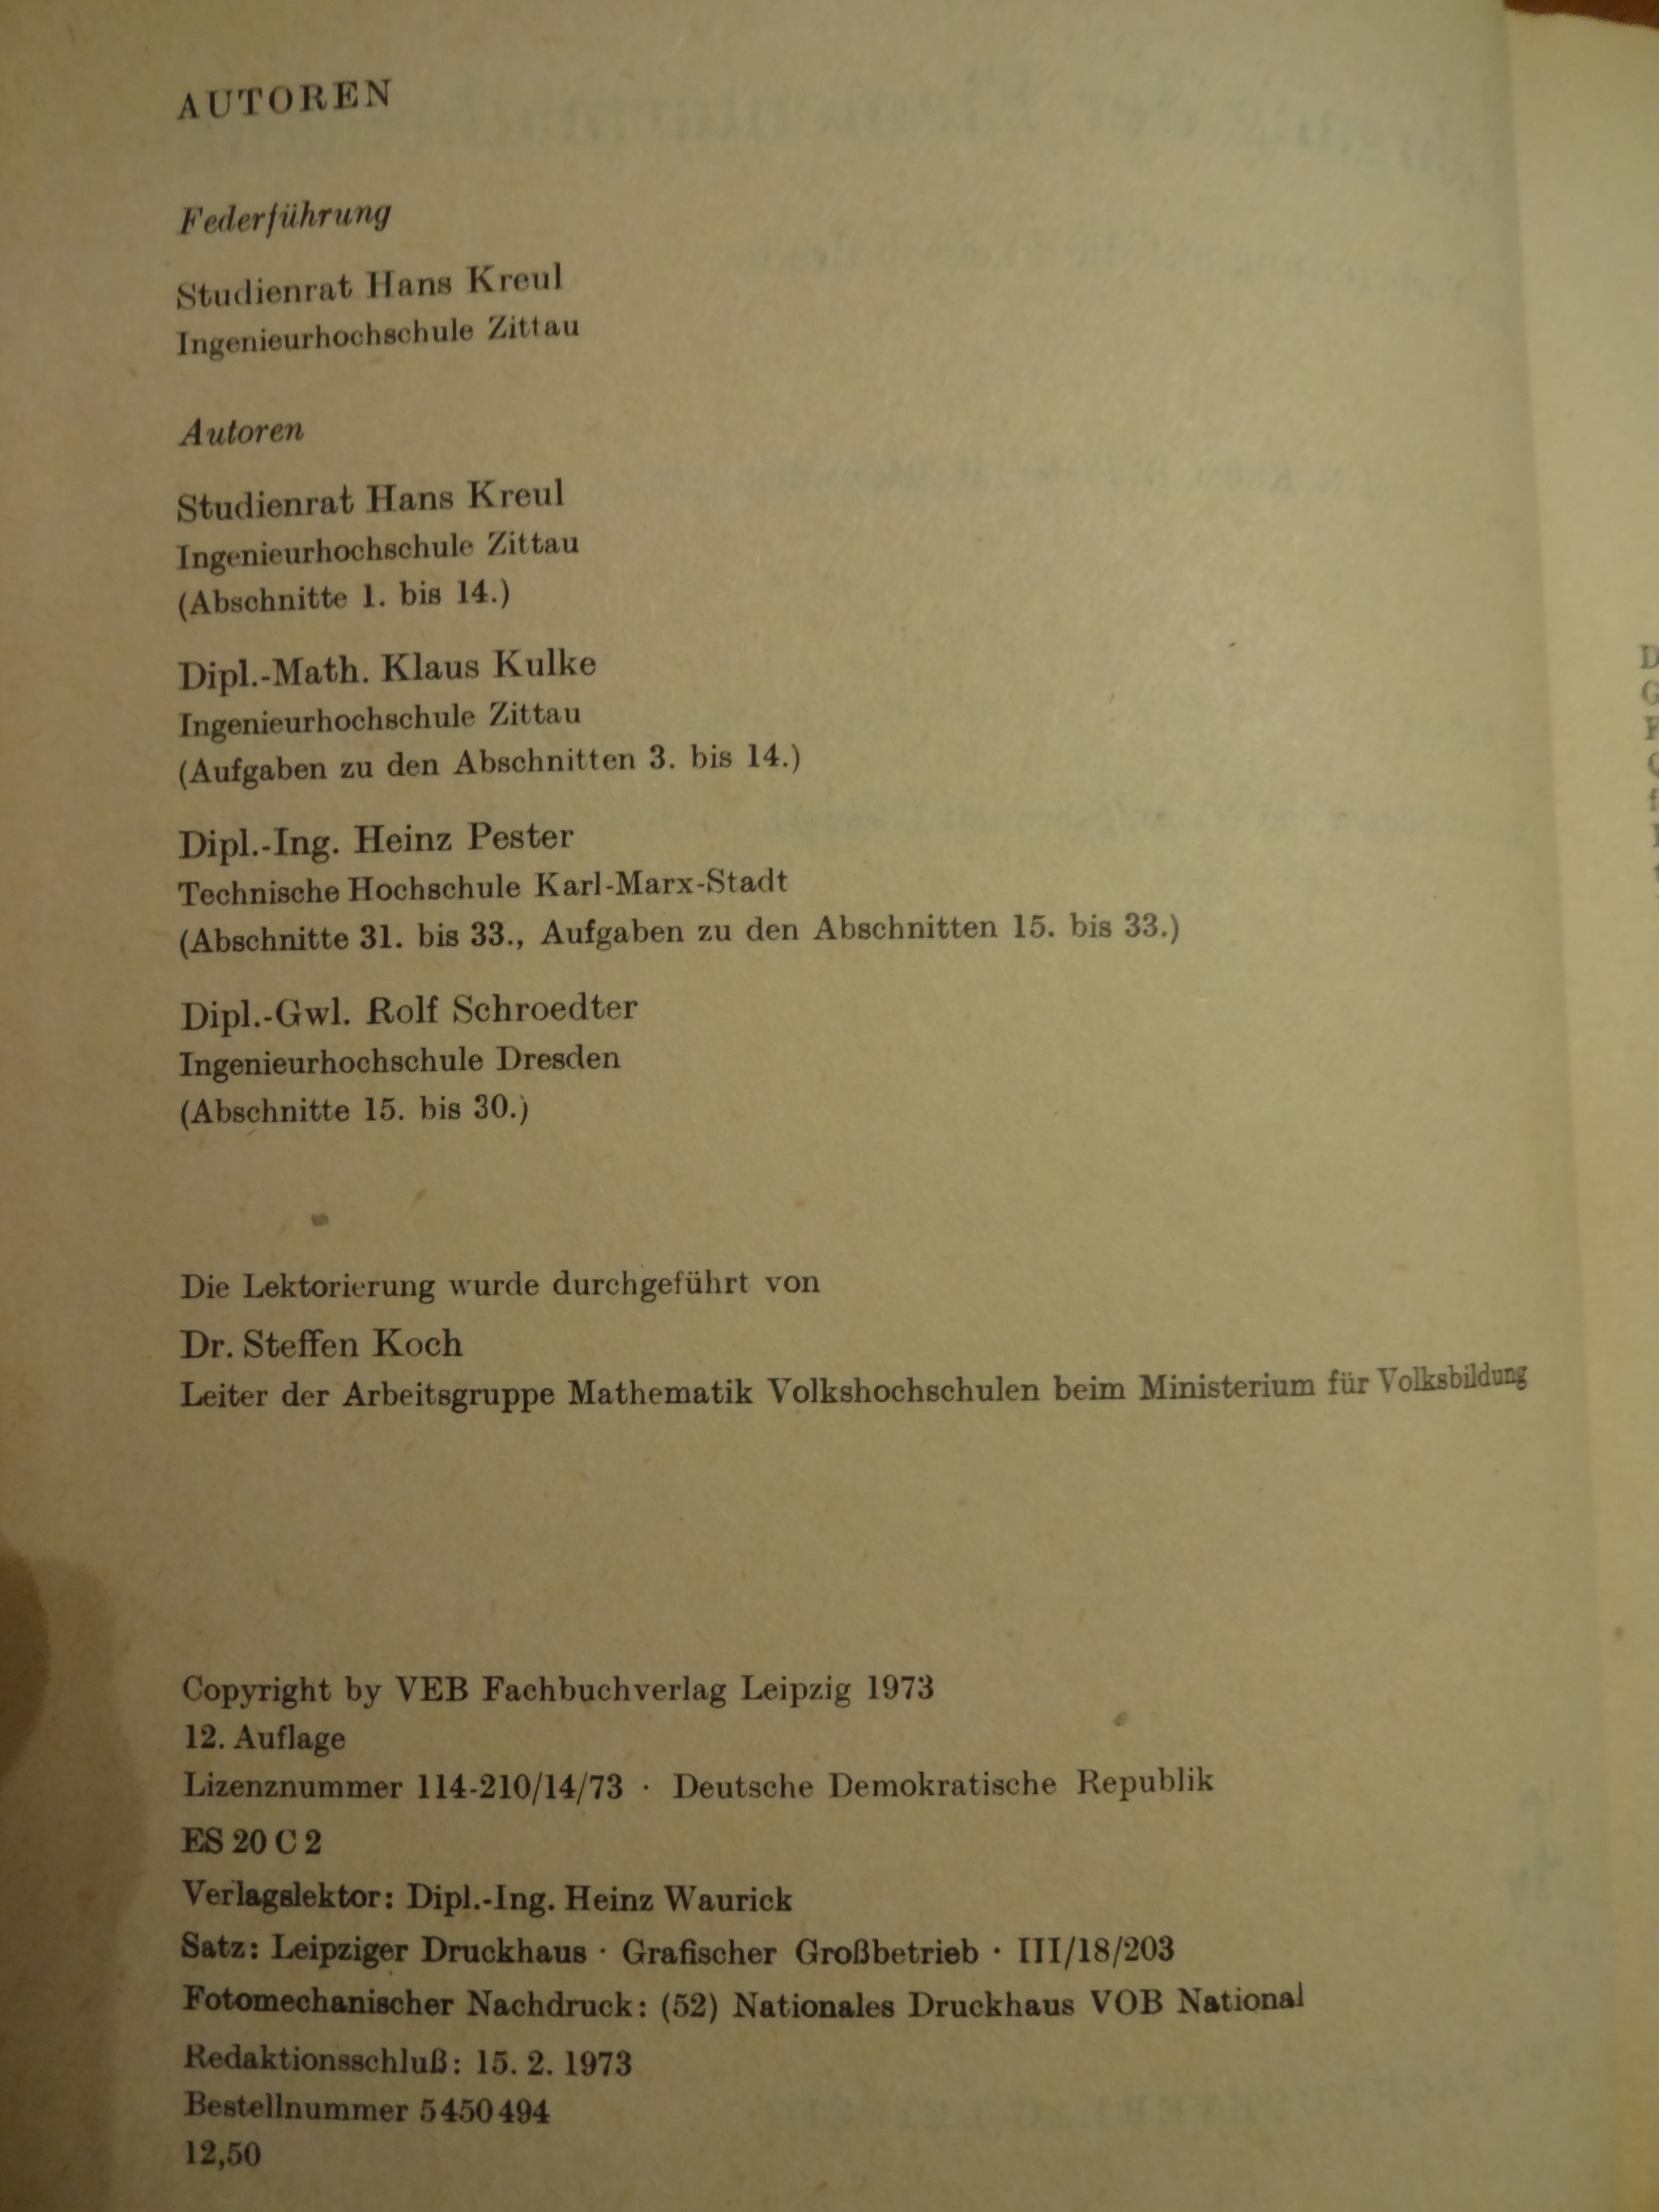 AUTOREN
Federführung
Studienrat Hans Kreul
Ingenieurhochschule Zittau
Autoren
Studienrat Hans Kreul
Ingenieurhochschule Zittau
(Abschnitte 1. bis 14.)
Dipl.-Math. Klaus Kulke
Ingenieurhochschule Zittau
(Aufgaben zu den Abschnitten 3. bis 14.)
Dipl.-Ing. Heinz Pester
Technische Hochschule Karl-Marx-Stadt
(Abschnitte 31. bis 33., Aufgaben zu den Abschnitten 15. bis 33.)
Dipl.-Gwl. Rolf Schroedter
Ingenieurhochschule Dresden
(Abschnitte 15. bis 30.)
Die Lektorierung wurde durchgeführt von
Dr. Steffen Koch
Leiter der Arbeitsgruppe Mathematik Volkshochschulen beim Ministerium für Volksbildung
Copyright by VEB Fachbuchverlag Leipzig 1973
12. Auflage
Lizenznummer 114-210/14/73 · Deutsche Demokratische Republik
ES 20 C 2
Verlagslektor: Dipl.-Ing. Heinz Waurick
Satz: Leipziger Druckhaus · Grafischer Großbetrieb · III/18/203
Fotomechanischer Nachdruck: (52) Nationales Druckhaus VOB National
Redaktionsschluß: 15. 2. 1973
Bestellnummer 5 450 494
12,50